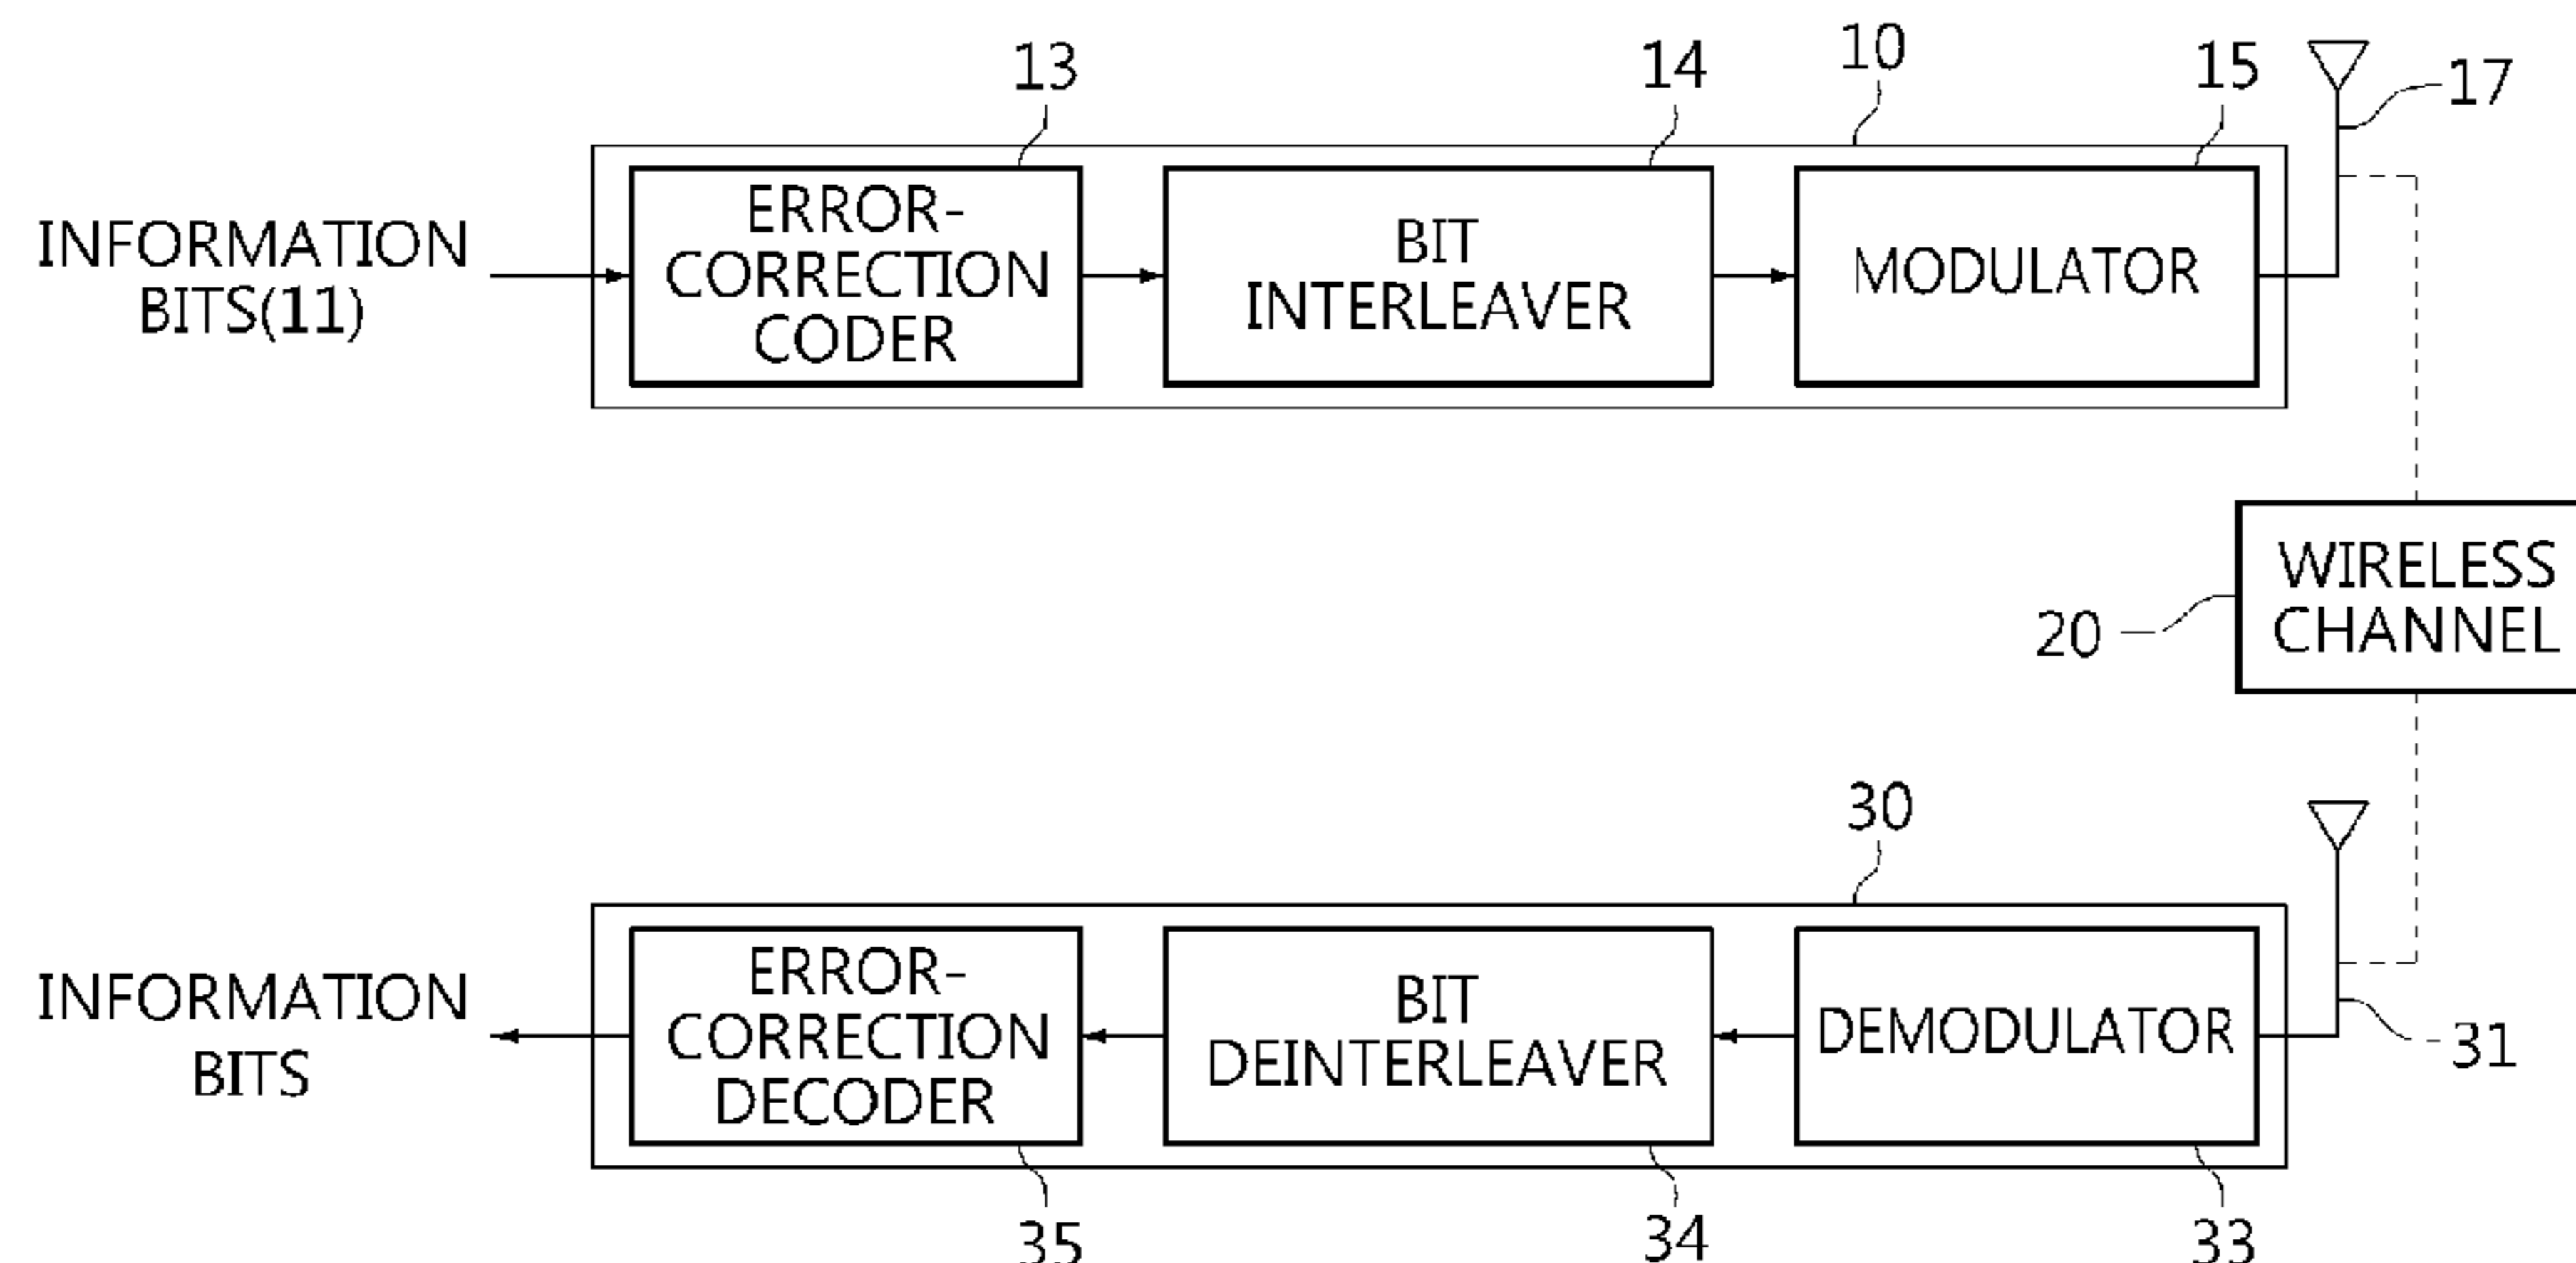 13
14
10
15
17
INFORMATION
BITS(11)
ERROR-
CORRECTION
CODER
BIT
INTERLEAVER
MODULATOR
WIRELESS
CHANNEL
20
30
INFORMATION
BITS
ERROR-
CORRECTION
DECODER
BIT
DEINTERLEAVER
DEMODULATOR
31
35
34
33